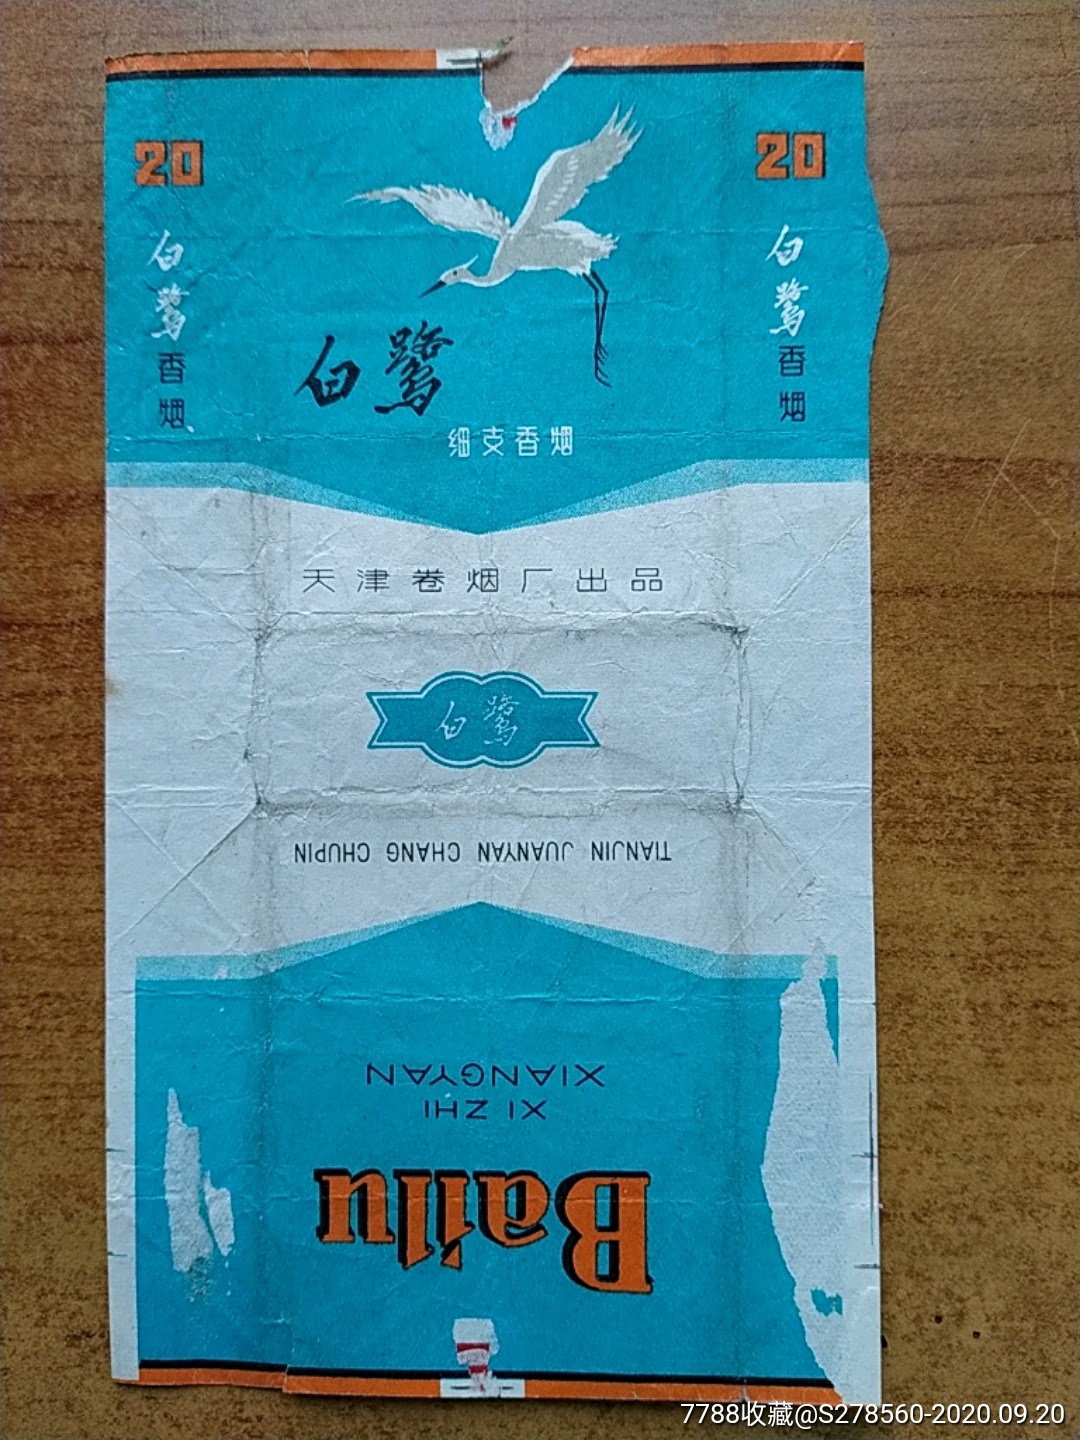 20
20
白鹭香烟
白鹭香烟
白鹭
细支香烟
天津卷烟厂出品
白鹭
TIANJIN JUANYAN CHANG CHUPIN
XIANGYAN
XI ZHI
Bailu
7788收藏@S278560-2020.09.20